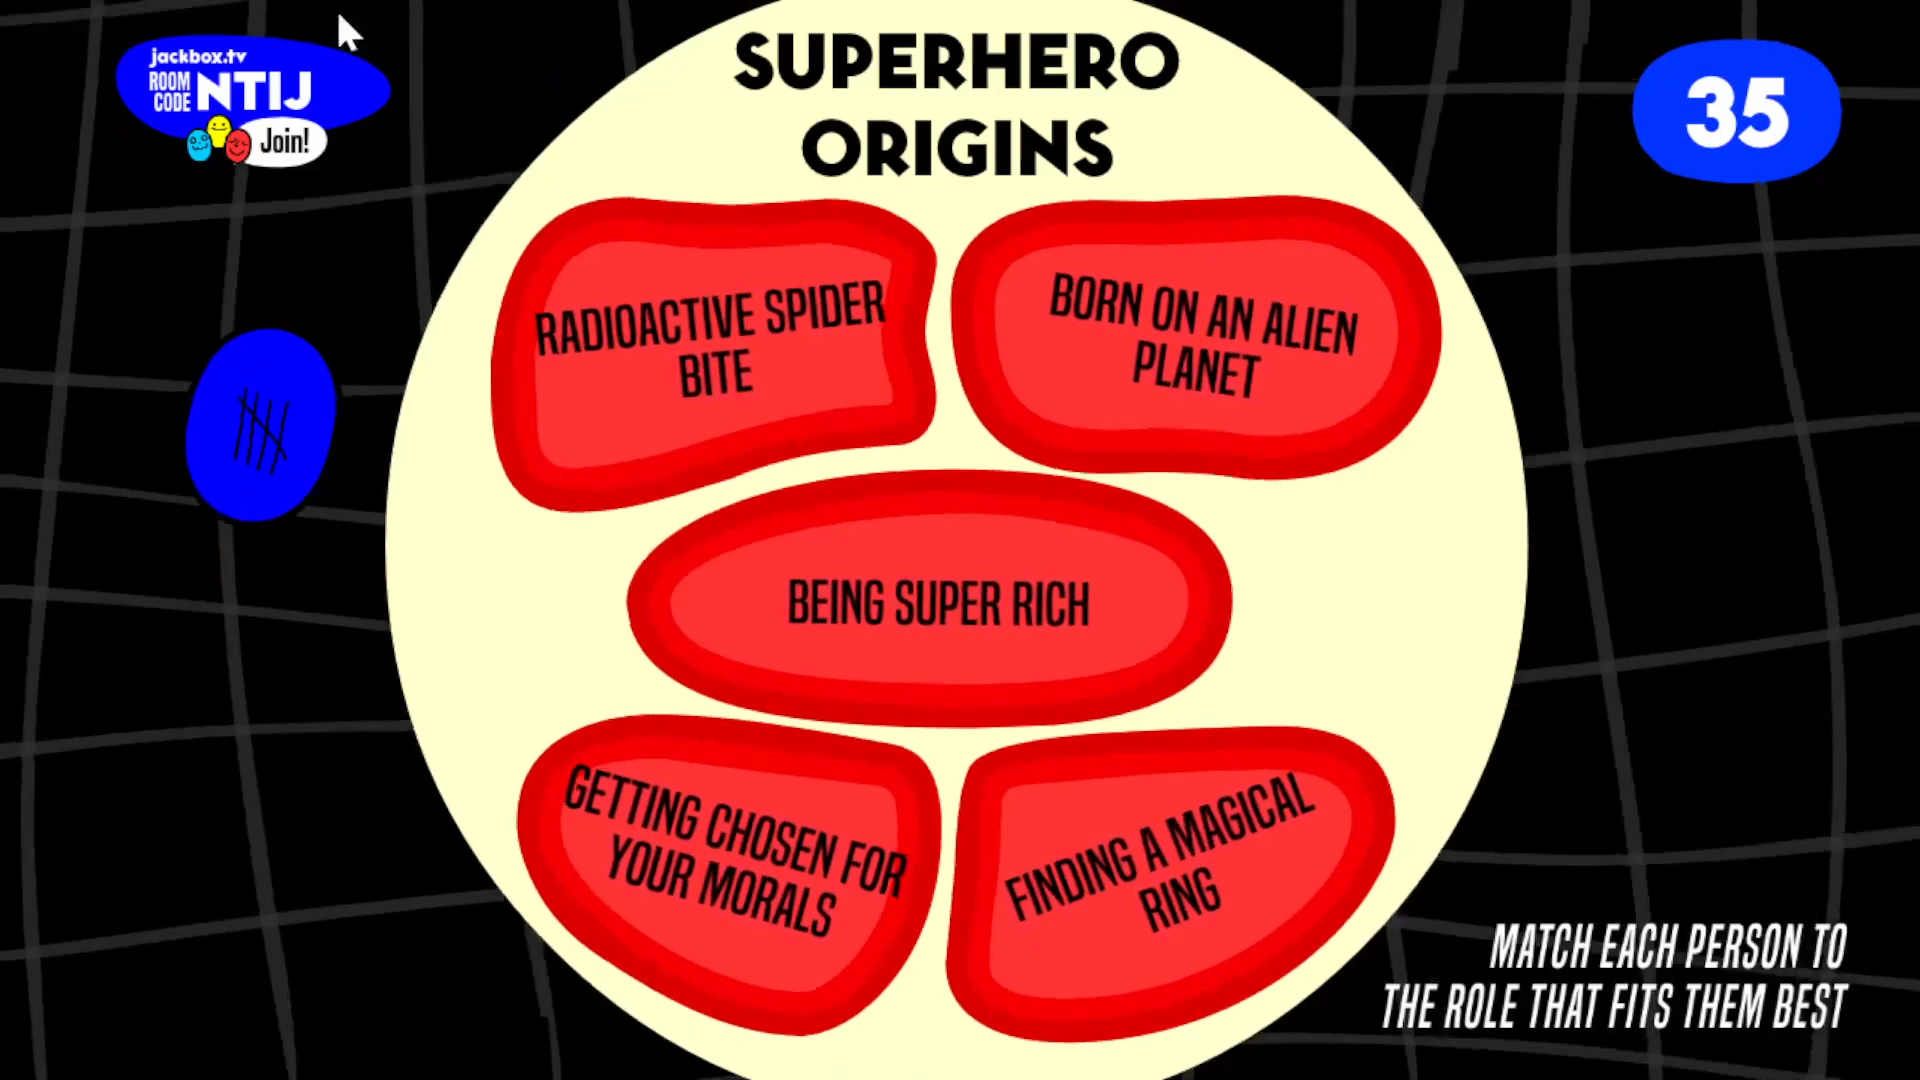 jackbox.tv
ROOM
CODE NTIJ
Join!
SUPERHERO
ORIGINS
35
RADIOACTIVE SPIDER
BITE
BORN ON AN ALIEN
PLANET
BEING SUPER RICH
GETTING CHOSEN FOR
YOUR MORALS
FINDING A MAGICAL
RING
MATCH EACH PERSON TO
THE ROLE THAT FITS THEM BEST